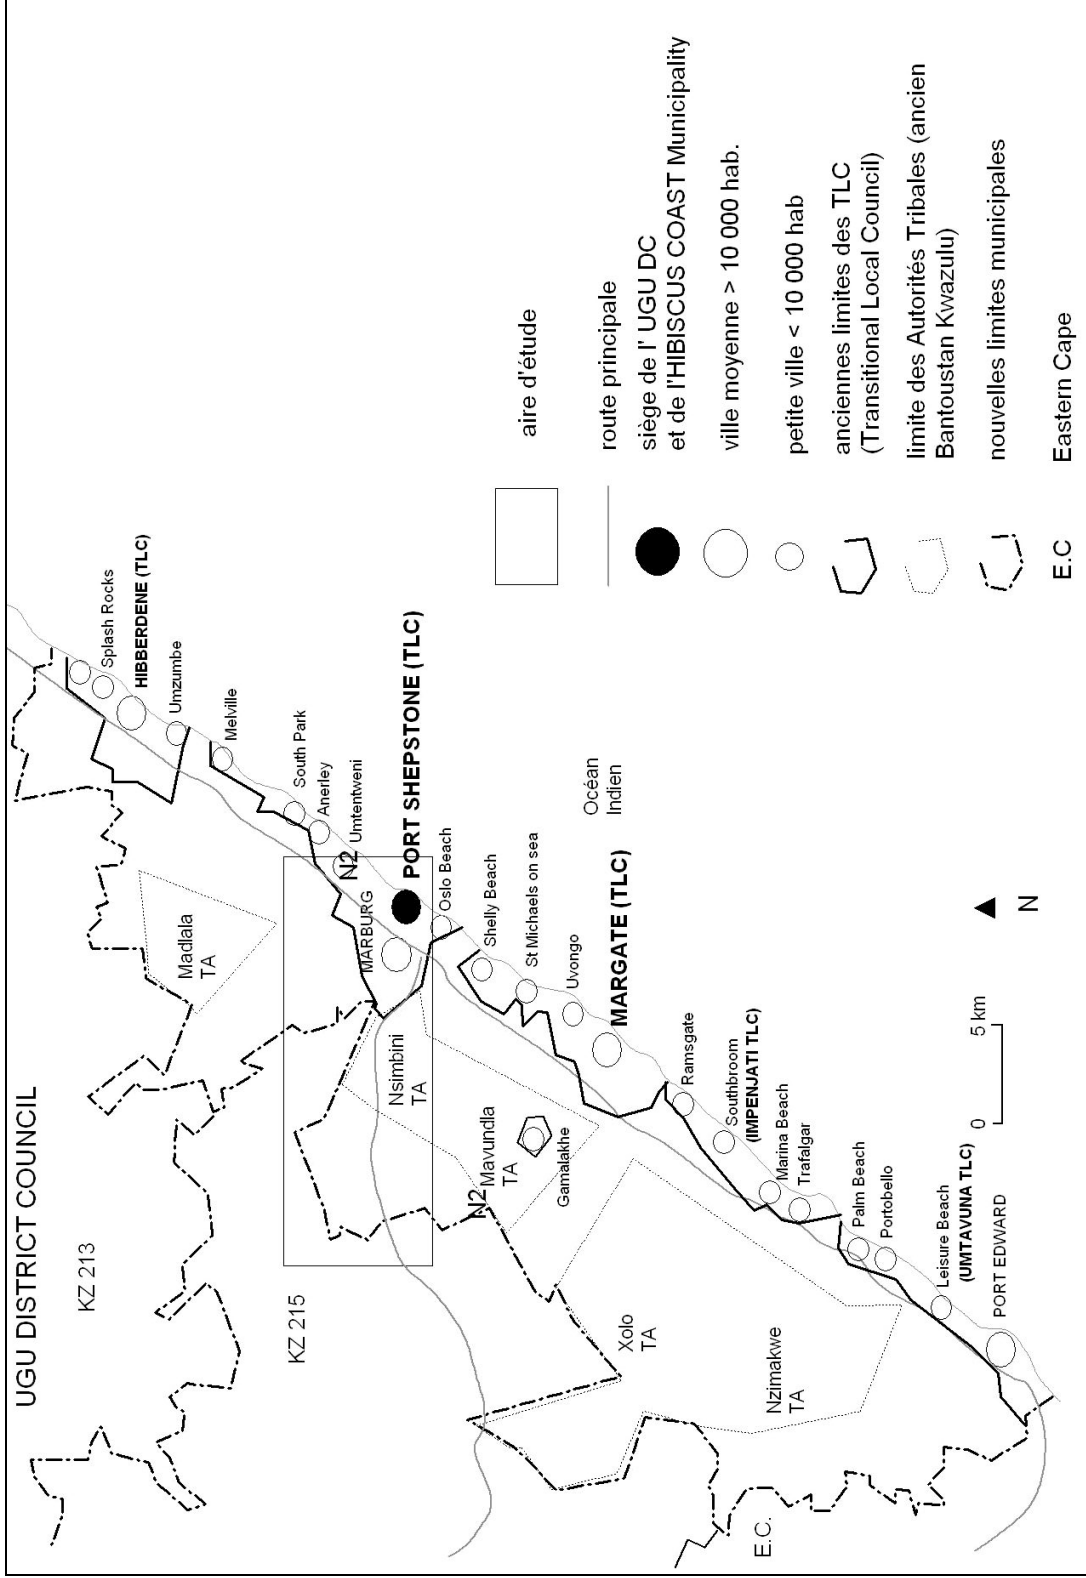 UGU DISTRICT COUNCIL
KZ 213
KZ 215
Madlala
TA
Splash Rocks
HIBBERDENE (TLC)
Umzumbe
Melville
South Park
Anerley
Umtentweni
N2
MARBURG
PORT SHEPSTONE (TLC)
Oslo Beach
Nsimbini
TA
Shelly Beach
St Michaels on sea
Uvongo
MARGATE (TLC)
Océan
Indien
N2
Mavundla
TA
Gamalakhe
Ramsgate
Southbroom
(IMPENJATI TLC)
Marina Beach
Trafalgar
Palm Beach
Portobello
Leisure Beach
(UMTAVUNA TLC)
PORT EDWARD
Xolo
TA
Nzimakwe
TA
E.C.
0
5 km
N
aire d'étude
route principale
siège de l' UGU DC
et de l'HIBISCUS COAST Municipality
ville moyenne > 10 000 hab.
petite ville < 10 000 hab
anciennes limites des TLC
(Transitional Local Council)
limite des Autorités Tribales (ancien
Bantoustan Kwazulu)
nouvelles limites municipales
E.C
Eastern Cape